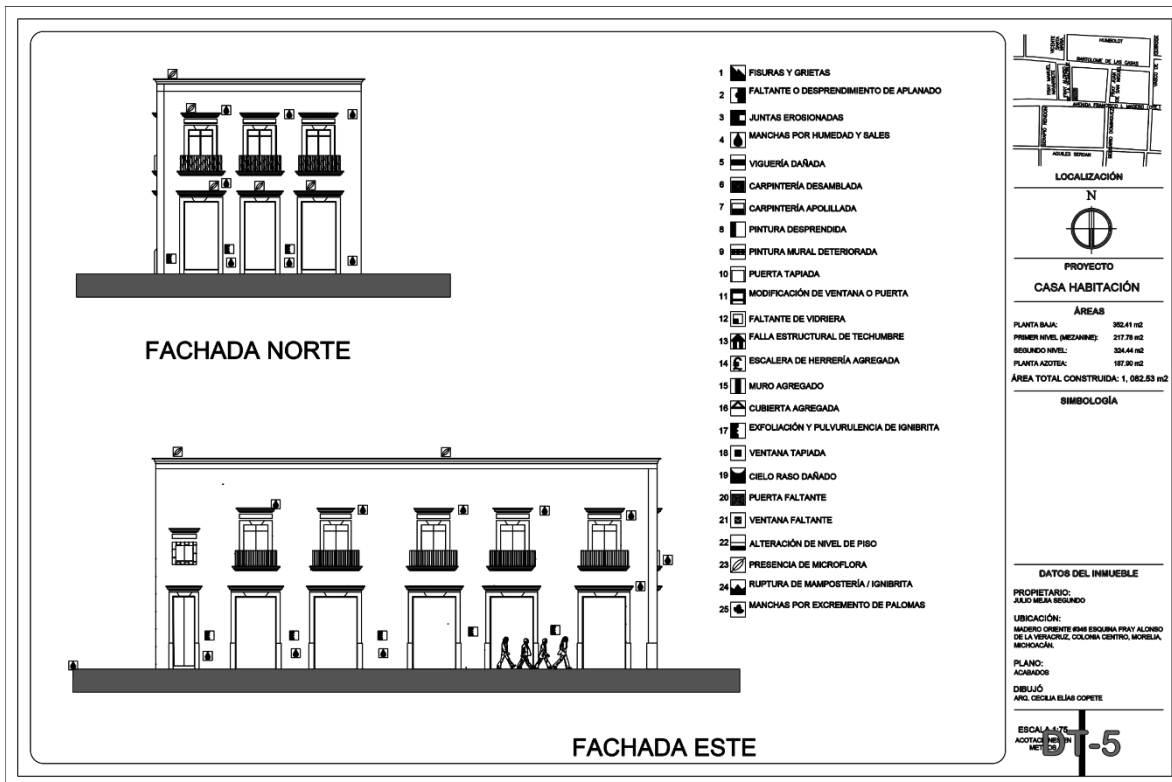 FACHADA NORTE
FACHADA ESTE
1 FISURAS Y GRIETAS
2 FALTANTE O DESPRENDIMIENTO DE APLANADO
3 JUNTAS EROSIONADAS
4 MANCHAS POR HUMEDAD Y SALES
5 VIGUERÍA DAÑADA
6 CARPINTERÍA DESAMBLADA
7 CARPINTERÍA APOLILLADA
8 PINTURA DESPRENDIDA
9 PINTURA MURAL DETERIORADA
10 PUERTA TAPIADA
11 MODIFICACIÓN DE VENTANA O PUERTA
12 FALTANTE DE VIDRIERA
13 FALLA ESTRUCTURAL DE TECHUMBRE
14 ESCALERA DE HERRERÍA AGREGADA
15 MURO AGREGADO
16 CUBIERTA AGREGADA
17 EXFOLIACIÓN Y PULVURULENCIA DE IGNIBRITA
18 VENTANA TAPIADA
19 CIELO RASO DAÑADO
20 PUERTA FALTANTE
21 VENTANA FALTANTE
22 ALTERACIÓN DE NIVEL DE PISO
23 PRESENCIA DE MICROFLORA
24 RUPTURA DE MAMPOSTERÍA / IGNIBRITA
25 MANCHAS POR EXCREMENTO DE PALOMAS
HUMBOLDT
BARTOLOME DE LAS CASAS
AVENIDA FRANCISCO I. MADERO OTE
AQUILES SERDAN
LOCALIZACIÓN
N
PROYECTO
CASA HABITACIÓN
ÁREAS
PLANTA BAJA: 352.41 m2
PRIMER NIVEL (MEZANINE): 217.78 m2
SEGUNDO NIVEL: 324.44 m2
PLANTA AZOTEA: 187.90 m2
ÁREA TOTAL CONSTRUIDA: 1, 082.53 m2
SIMBOLOGÍA
DATOS DEL INMUEBLE
PROPIETARIO:
JULIO MEJIA SEGUNDO
UBICACIÓN:
MADERO ORIENTE #346 ESQUINA FRAY ALONSO
DE LA VERACRUZ, COLONIA CENTRO, MORELIA,
MICHOACÁN.
PLANO:
ACABADOS
DIBUJÓ
ARQ. CECILIA ELÍAS COPETE
ESCALA 1:75
ACOTACIONES EN
METROS
DT-5